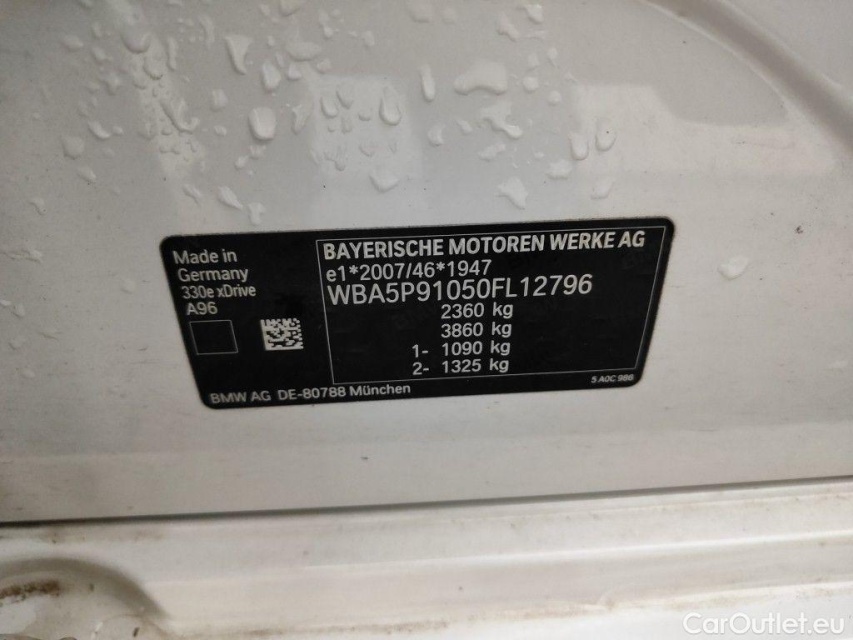 Made in
Germany
330e xDrive
A96
BAYERISCHE MOTOREN WERKE AG
e1*2007/46*1947
WBA5P91050FL12796
2360 kg
3860 kg
1- 1090 kg
2- 1325 kg
BMW AG DE-80788 München
5 A0C 986
CarOutlet.eu